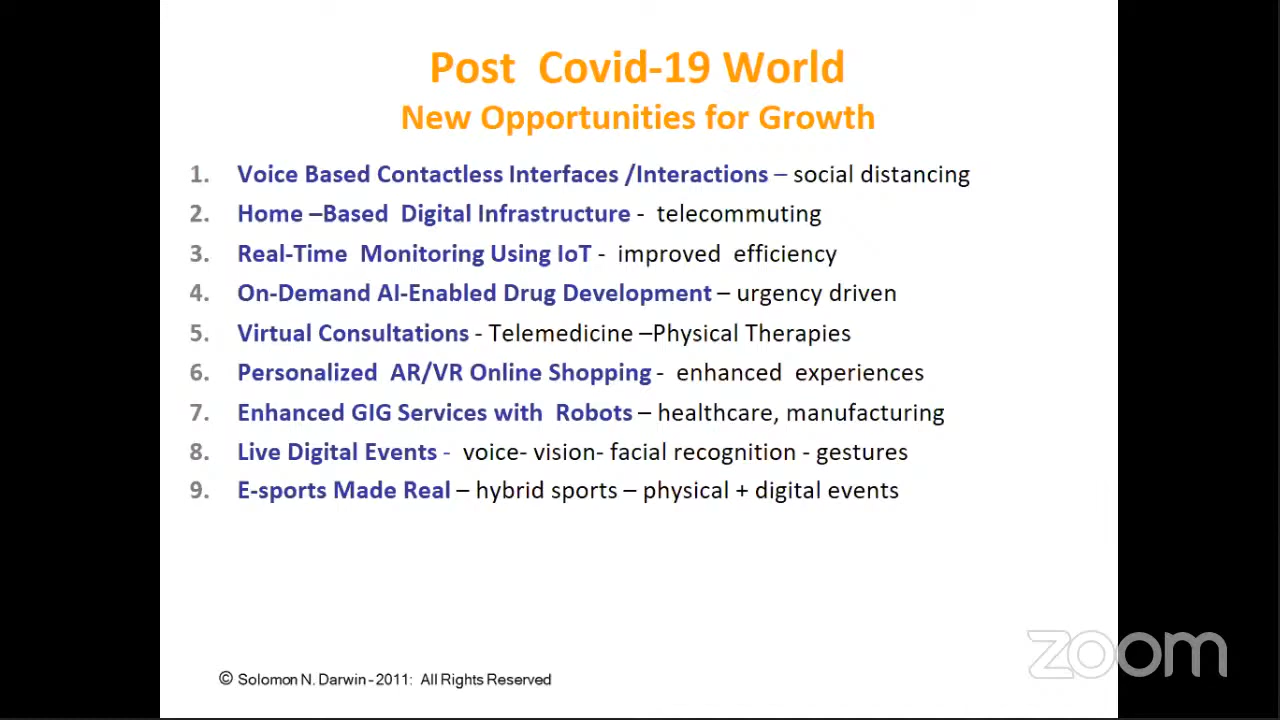 Post Covid-19 World
New Opportunities for Growth
1. Voice Based Contactless Interfaces /Interactions – social distancing
2. Home –Based Digital Infrastructure - telecommuting
3. Real-Time Monitoring Using IoT - improved efficiency
4. On-Demand AI-Enabled Drug Development – urgency driven
5. Virtual Consultations - Telemedicine –Physical Therapies
6. Personalized AR/VR Online Shopping - enhanced experiences
7. Enhanced GIG Services with Robots – healthcare, manufacturing
8. Live Digital Events - voice- vision- facial recognition - gestures
9. E-sports Made Real – hybrid sports – physical + digital events
© Solomon N. Darwin - 2011: All Rights Reserved
zoom